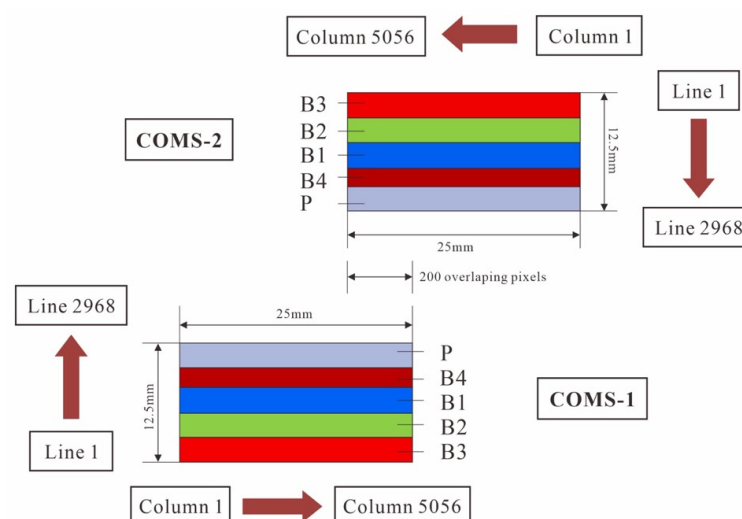 Column 5056
Column 1
B3
B2
B1
B4
P
COMS-2
12.5mm
Line 1
Line 2968
25mm
200 overlaping pixels
Line 2968
25mm
P
B4
B1
B2
B3
12.5mm
COMS-1
Line 1
Column 1
Column 5056